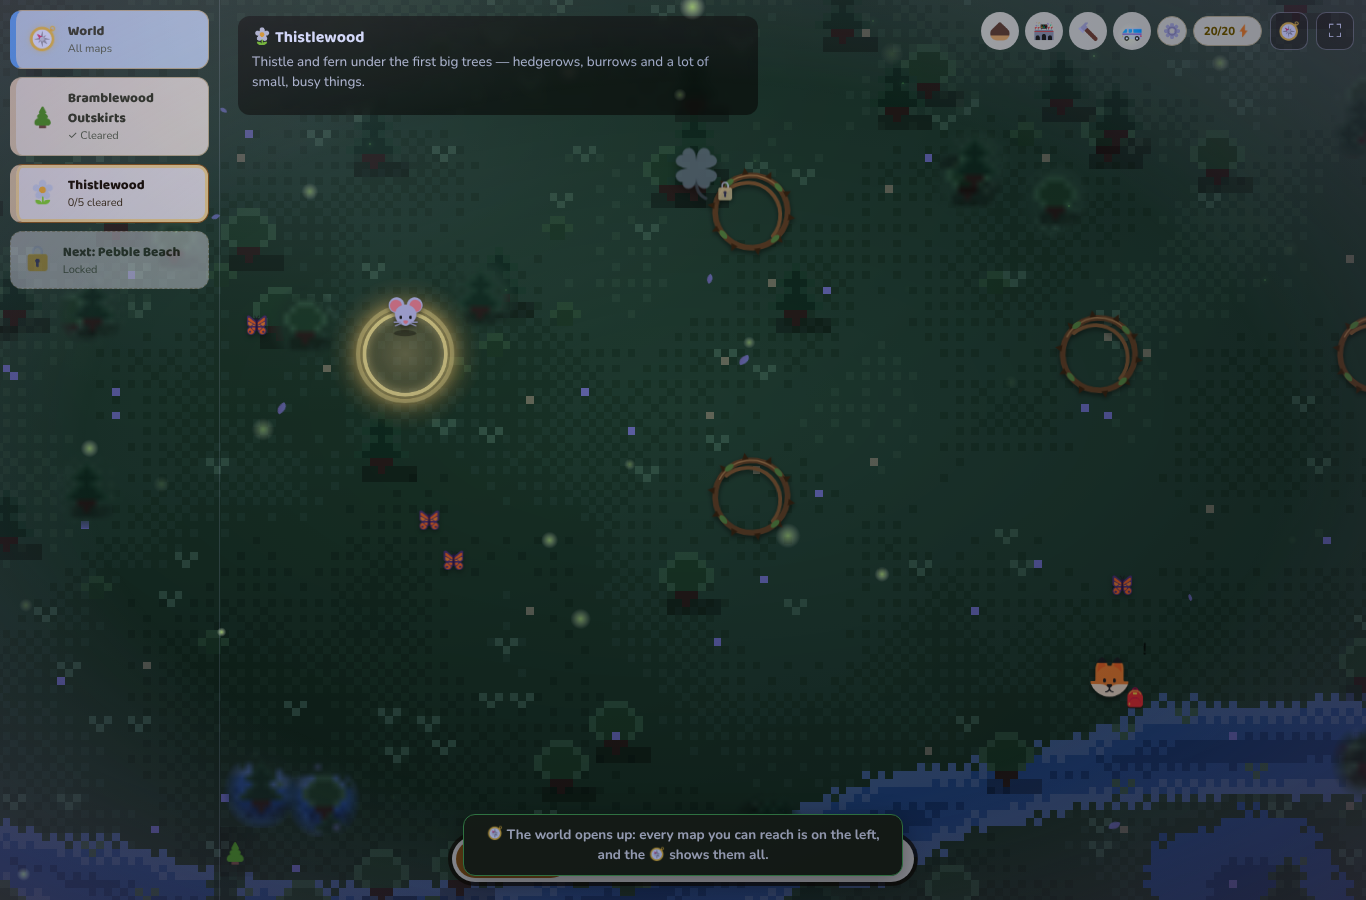 World
All maps
Bramblewood
Outskirts
✓ Cleared
Thistlewood
0/5 cleared
Next: Pebble Beach
Locked
Thistlewood
Thistle and fern under the first big trees — hedgerows, burrows and a lot of
small, busy things.
20/20
!
The world opens up: every map you can reach is on the left,
and the shows them all.